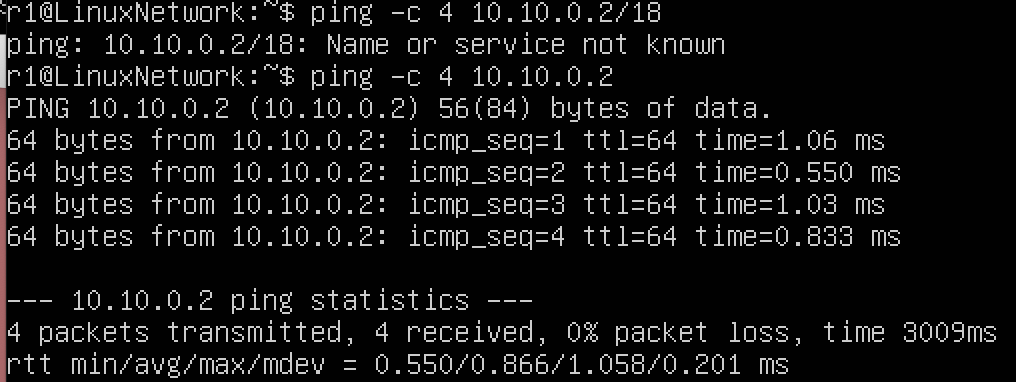 r1@LinuxNetwork:~$ ping -c 4 10.10.0.2/18
ping: 10.10.0.2/18: Name or service not known
r1@LinuxNetwork:~$ ping -c 4 10.10.0.2
PING 10.10.0.2 (10.10.0.2) 56(84) bytes of data.
64 bytes from 10.10.0.2: icmp_seq=1 ttl=64 time=1.06 ms
64 bytes from 10.10.0.2: icmp_seq=2 ttl=64 time=0.550 ms
64 bytes from 10.10.0.2: icmp_seq=3 ttl=64 time=1.03 ms
64 bytes from 10.10.0.2: icmp_seq=4 ttl=64 time=0.833 ms
--- 10.10.0.2 ping statistics ---
4 packets transmitted, 4 received, 0% packet loss, time 3009ms
rtt min/avg/max/mdev = 0.550/0.866/1.058/0.201 ms